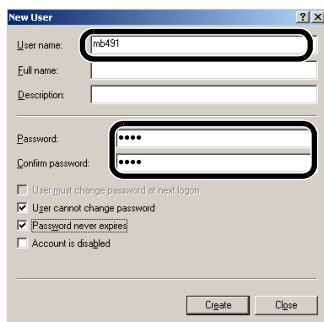 New User
User name: mb491
Full name:
Description:
Password: ••••
Confirm password: ••••
User must change password at next logon
User cannot change password
Password never expires
Account is disabled
Create Close